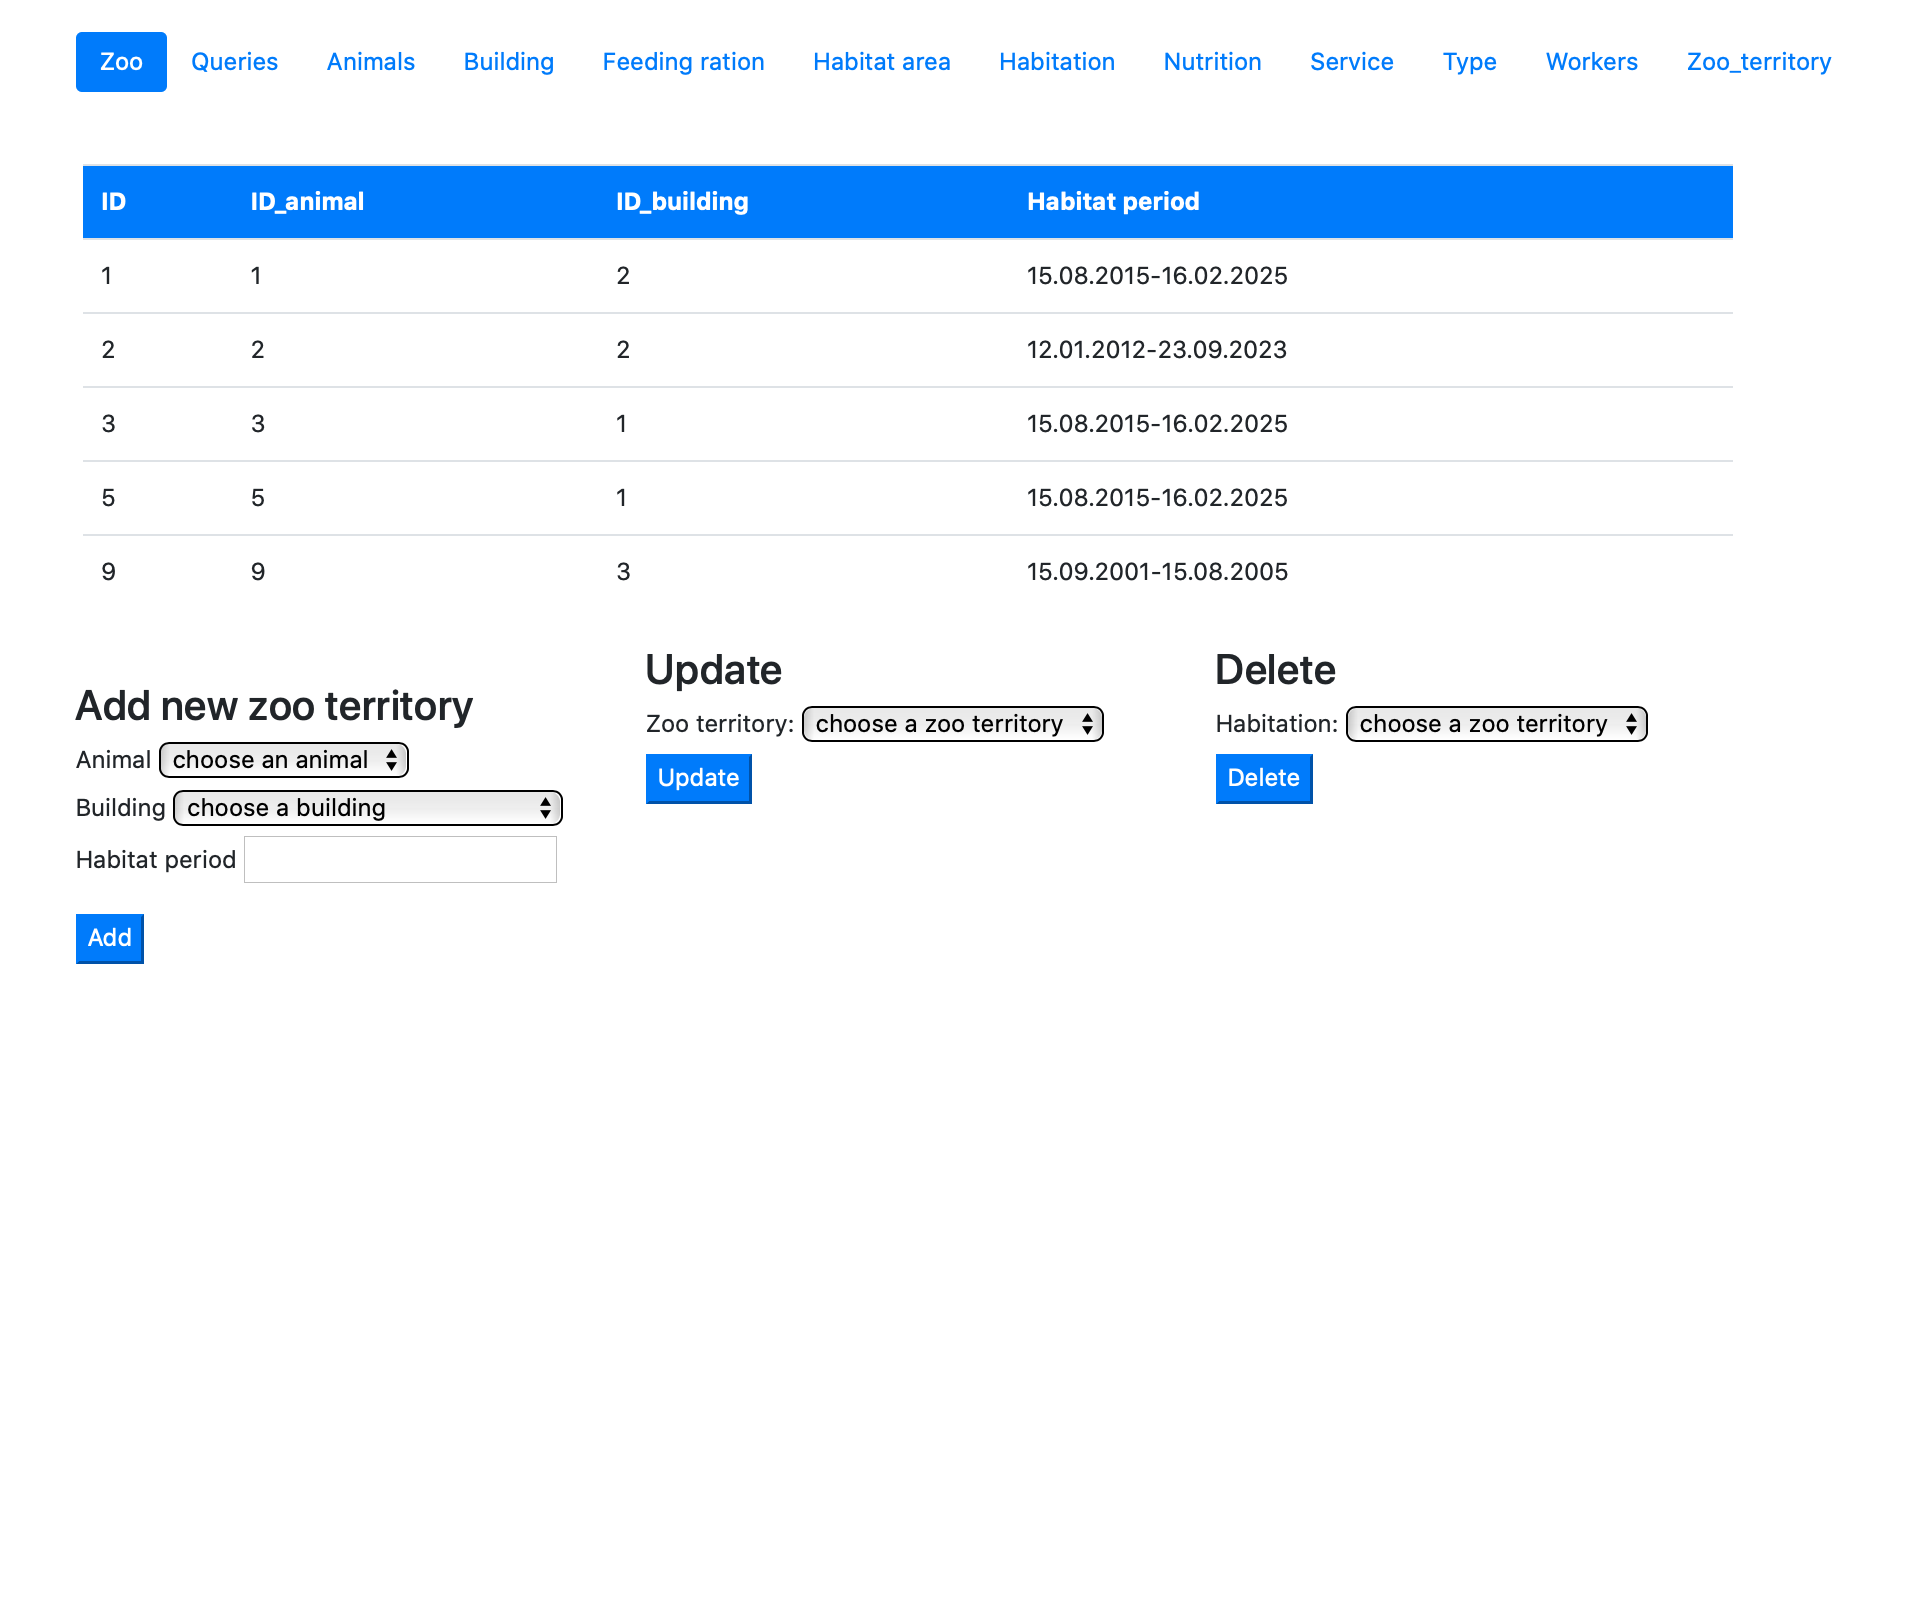 Zoo Queries Animals Building Feeding ration Habitat area Habitation Nutrition Service Type Workers Zoo_territory
ID ID_animal ID_building Habitat period
1 1 2 15.08.2015-16.02.2025
2 2 2 12.01.2012-23.09.2023
3 3 1 15.08.2015-16.02.2025
5 5 1 15.08.2015-16.02.2025
9 9 3 15.09.2001-15.08.2005
Add new zoo territory
Animal choose an animal
Building choose a building
Habitat period
Add
Update
Zoo territory: choose a zoo territory
Update
Delete
Habitation: choose a zoo territory
Delete